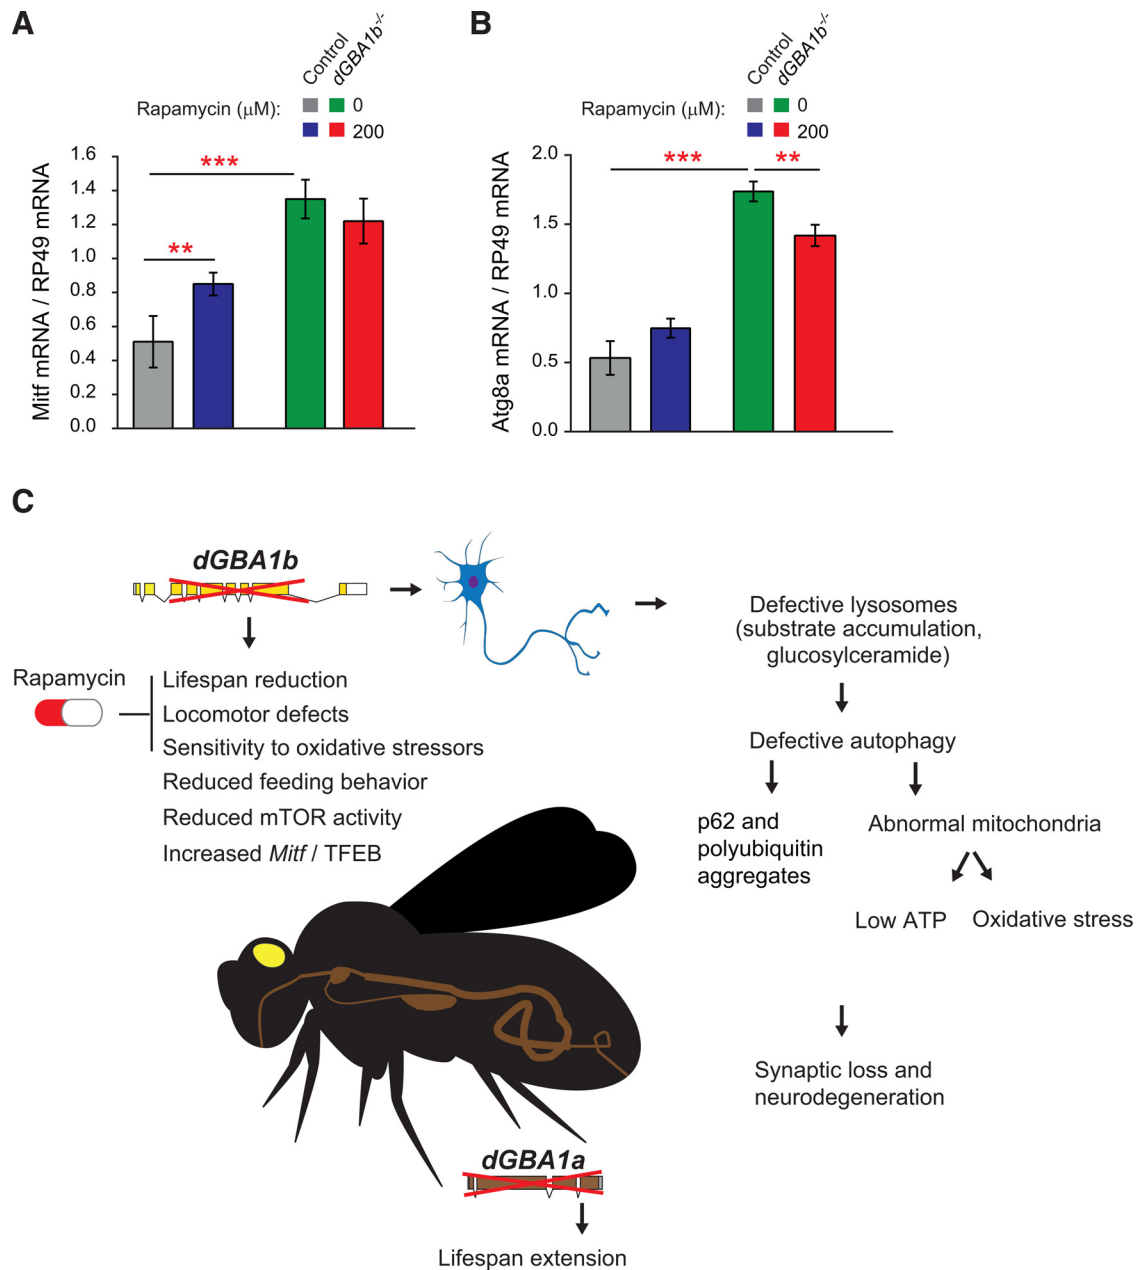 A
Control
dGBA1b-/-
Rapamycin (μM):
0
200
Mitf mRNA / RP49 mRNA
1.6
1.4
1.2
1.0
0.8
0.6
0.4
0.2
0.0
***
**
B
Control
dGBA1b-/-
Rapamycin (μM):
0
200
Atg8a mRNA / RP49 mRNA
2.0
1.5
1.0
0.5
0.0
***
**
C
dGBA1b
Rapamycin
Lifespan reduction
Locomotor defects
Sensitivity to oxidative stressors
Reduced feeding behavior
Reduced mTOR activity
Increased Mitf / TFEB
Defective lysosomes
(substrate accumulation,
glucosylceramide)
Defective autophagy
p62 and
polyubiquitin
aggregates
Abnormal mitochondria
Low ATP
Oxidative stress
Synaptic loss and
neurodegeneration
dGBA1a
Lifespan extension